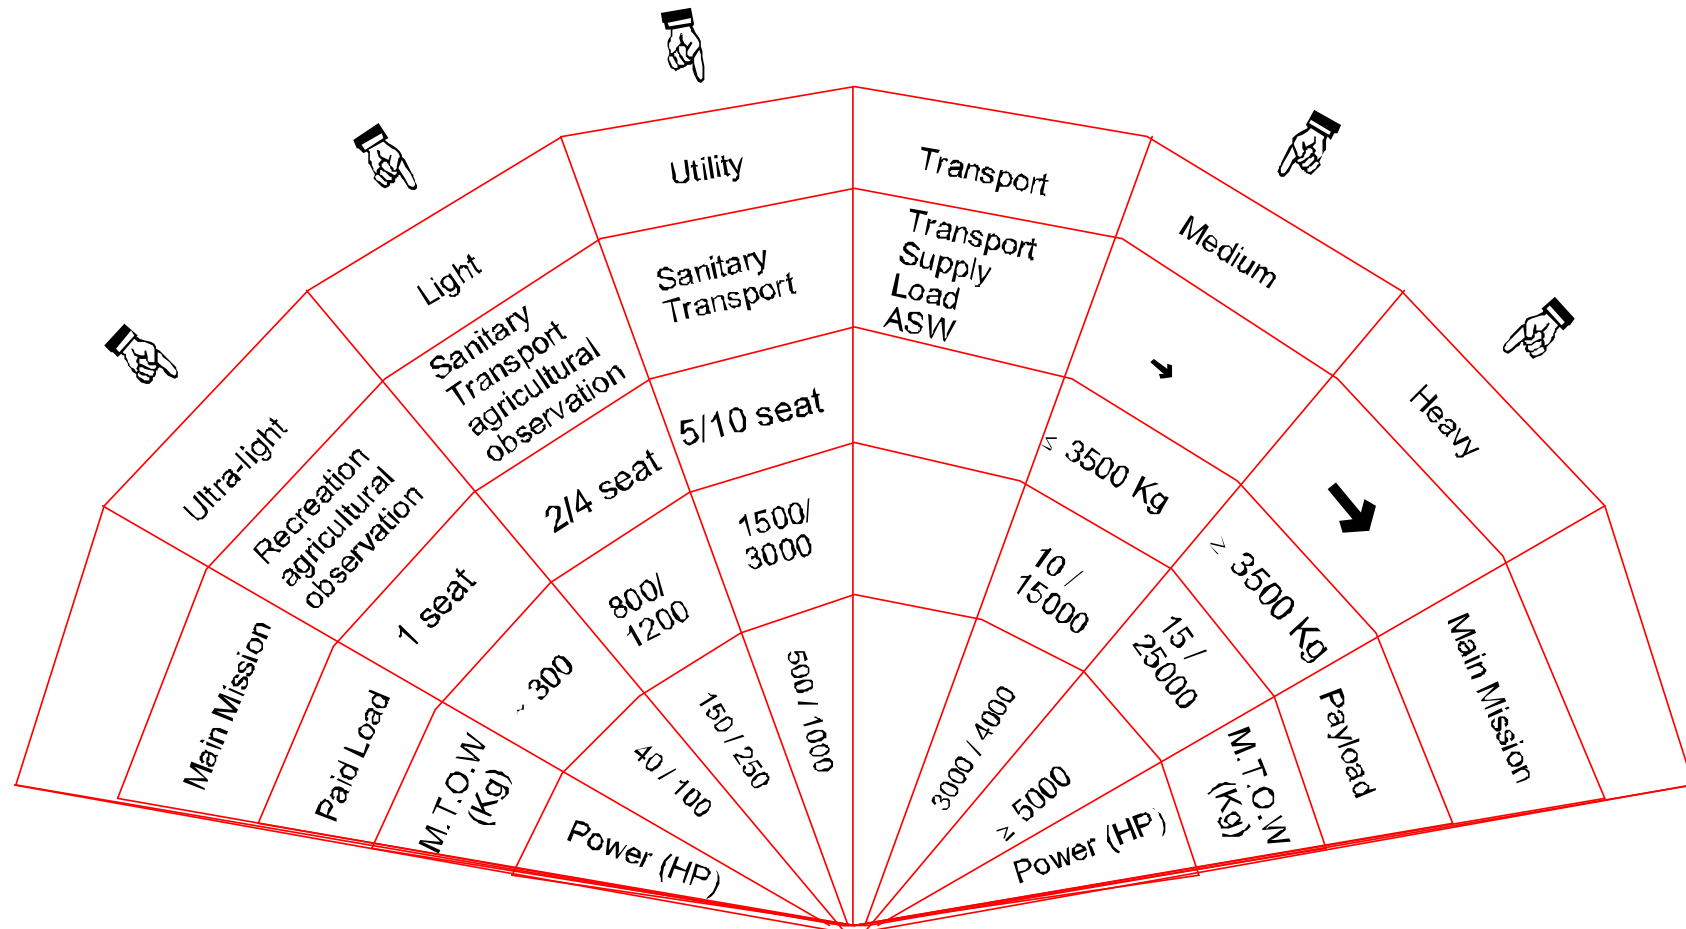 Utility
Transport
Light
Medium
Ultra-light
Heavy
Sanitary
Transport
Transport
Supply
Load
ASW
Sanitary
Transport
agricultural
observation
Recreation
agricultural
observation
5/10 seat
2/4 seat
1 seat
≤ 3500 Kg
≥ 3500 Kg
1500/
3000
800/
1200
~ 300
10 /
15000
15 /
25000
500 / 1000
150 / 250
40 / 100
3000 / 4000
≥ 5000
Main Mission
Paid Load
M.T.O.W
(Kg)
Power (HP)
Power (HP)
M.T.O.W
(Kg)
Payload
Main Mission